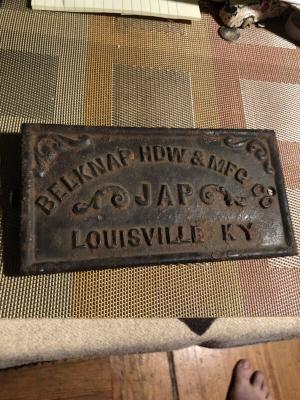 BELKNAP HDW & MFG Co
JAP
LOUISVILLE KY